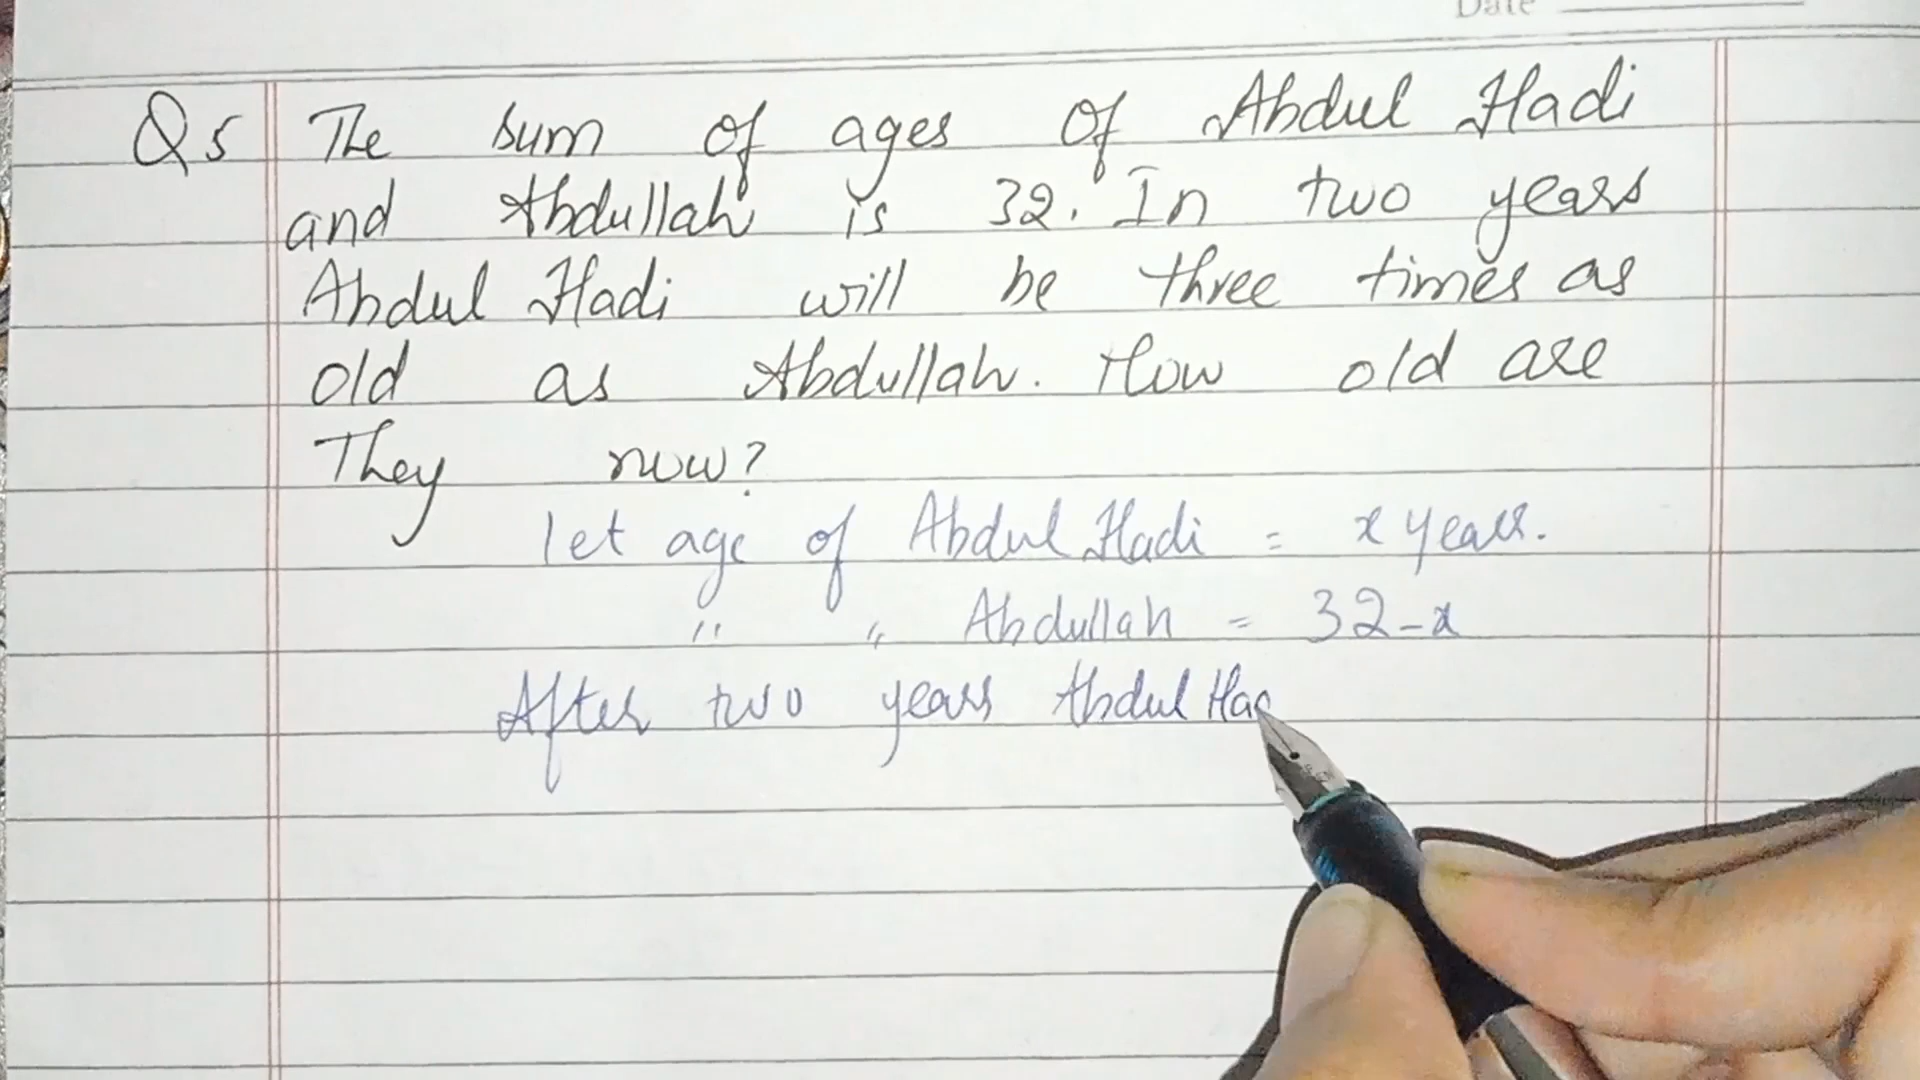 Date
Q5 The sum of ages of Abdul Hadi
and Abdullah is 32. In two years
Abdul Hadi will be three times as
old as Abdullah. How old are
They now?
let age of Abdul Hadi = x years.
" " Abdullah = 32-x
After two years Abdul Had